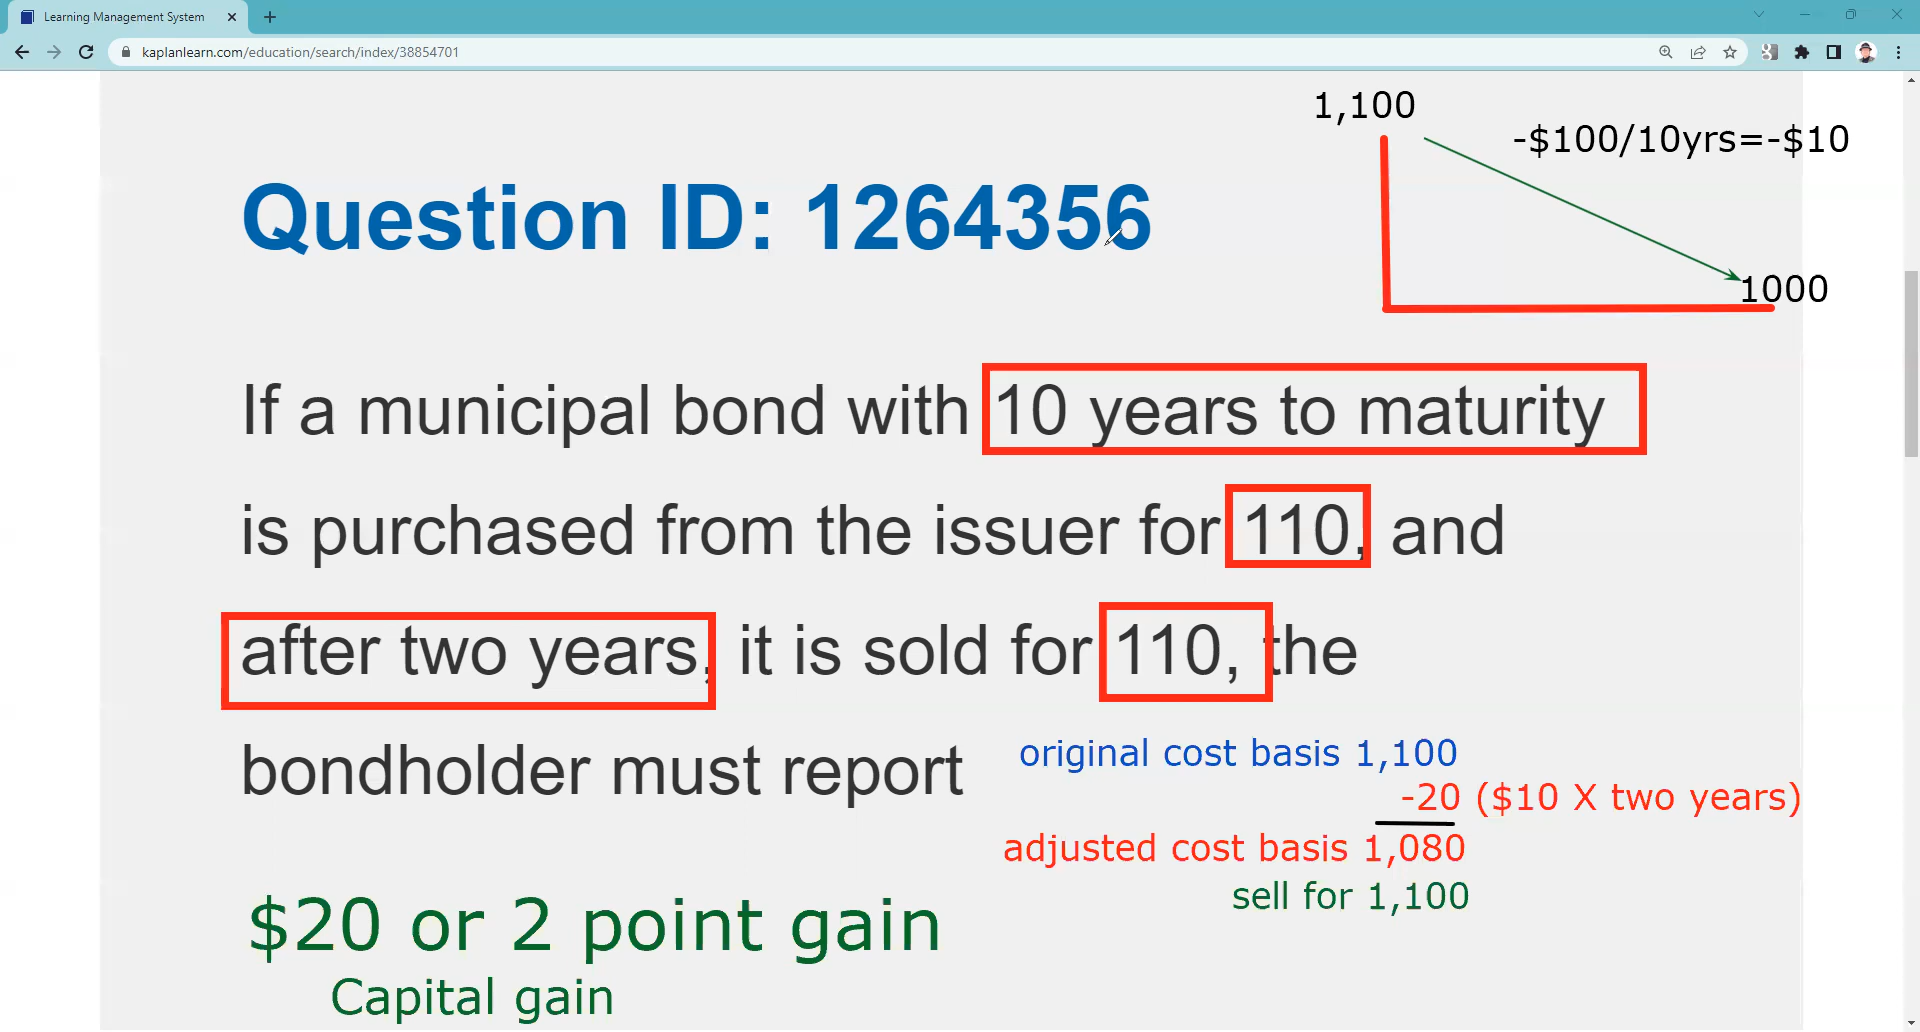 Learning Management System
kaplanlearn.com/education/search/index/38854701
1,100
-$100/10yrs=-$10
Question ID: 1264356
1000
If a municipal bond with 10 years to maturity
is purchased from the issuer for 110, and
after two years, it is sold for 110, the
bondholder must report
original cost basis 1,100
-20 ($10 X two years)
adjusted cost basis 1,080
sell for 1,100
$20 or 2 point gain
Capital gain